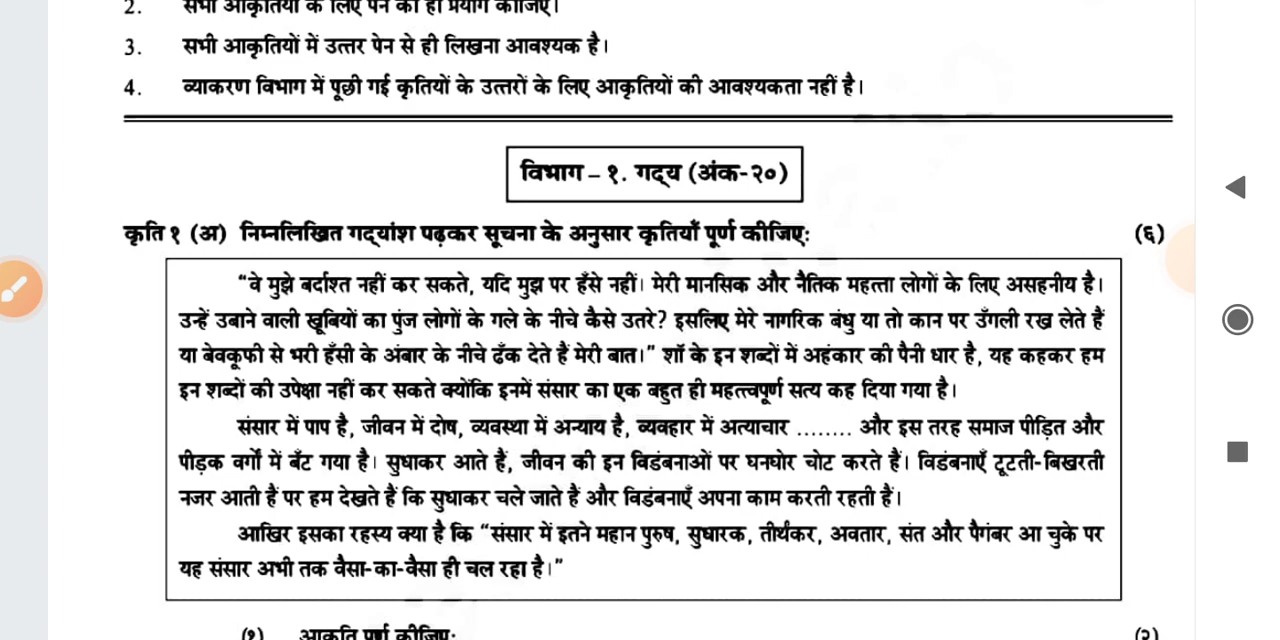 2. सभी आकृतियों के लिए पेन का ही प्रयोग कीजिए।
3. सभी आकृतियों में उत्तर पेन से ही लिखना आवश्यक है।
4. व्याकरण विभाग में पूछी गई कृतियों के उत्तरों के लिए आकृतियों की आवश्यकता नहीं है।
विभाग – १. गद्य (अंक-२०)
कृति १ (अ) निम्नलिखित गद्यांश पढ़कर सूचना के अनुसार कृतियाँ पूर्ण कीजिए: (६)
“वे मुझे बर्दाश्त नहीं कर सकते, यदि मुझ पर हँसे नहीं। मेरी मानसिक और नैतिक महत्ता लोगों के लिए असहनीय है।
उन्हें उबाने वाली खूबियों का पुंज लोगों के गले के नीचे कैसे उतरे? इसलिए मेरे नागरिक बंधु या तो कान पर उँगली रख लेते हैं
या बेवकूफी से भरी हँसी के अंबार के नीचे ढँक देते हैं मेरी बात।” शॉ के इन शब्दों में अहंकार की पैनी धार है, यह कहकर हम
इन शब्दों की उपेक्षा नहीं कर सकते क्योंकि इनमें संसार का एक बहुत ही महत्त्वपूर्ण सत्य कह दिया गया है।
संसार में पाप है, जीवन में दोष, व्यवस्था में अन्याय है, व्यवहार में अत्याचार ........ और इस तरह समाज पीड़ित और
पीड़क वर्गों में बँट गया है। सुधाकर आते हैं, जीवन की इन विडंबनाओं पर घनघोर चोट करते हैं। विडंबनाएँ टूटती-बिखरती
नजर आती हैं पर हम देखते हैं कि सुधाकर चले जाते हैं और विडंबनाएँ अपना काम करती रहती हैं।
आखिर इसका रहस्य क्या है कि “संसार में इतने महान पुरुष, सुधारक, तीर्थंकर, अवतार, संत और पैगंबर आ चुके पर
यह संसार अभी तक वैसा-का-वैसा ही चल रहा है।”
(१) आकृति पूर्ण कीजिए: (२)